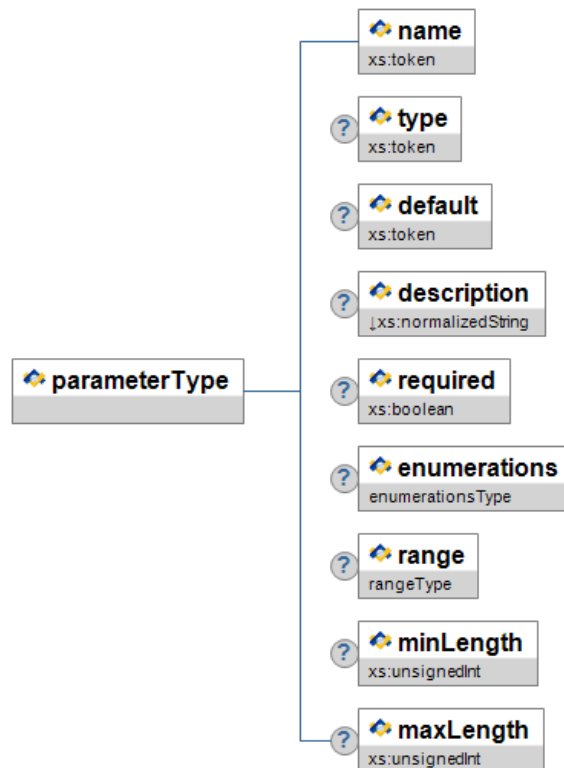 name
xs:token
?
type
xs:token
?
default
xs:token
?
description
↓xs:normalizedString
parameterType
?
required
xs:boolean
?
enumerations
enumerationsType
?
range
rangeType
?
minLength
xs:unsignedInt
?
maxLength
xs:unsignedInt